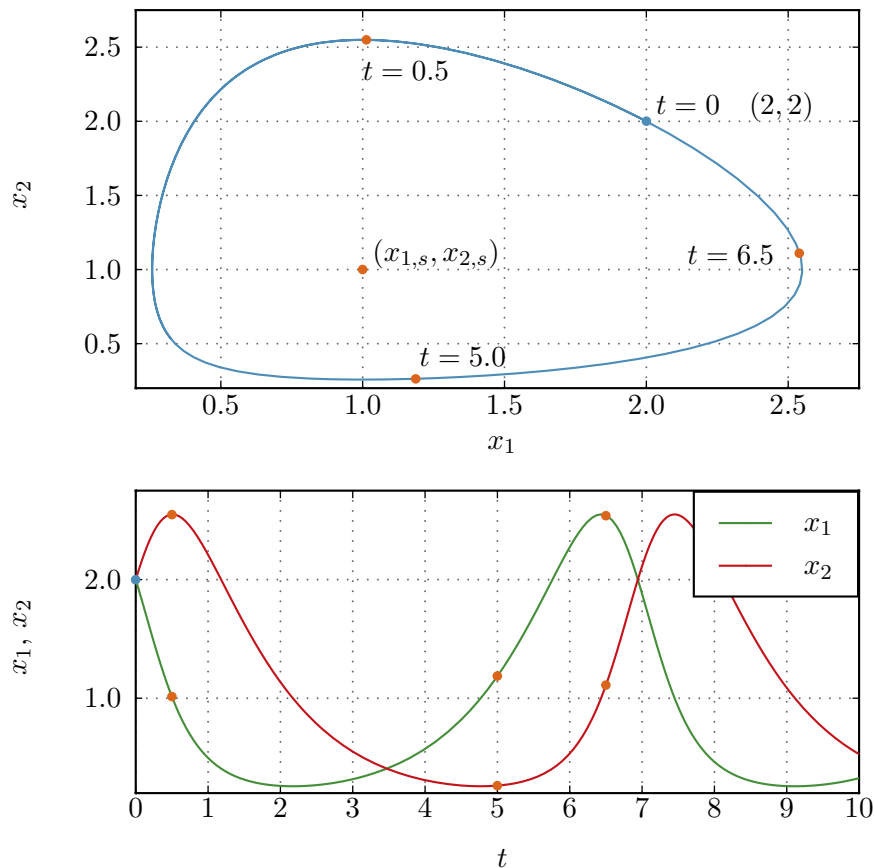 2.5
t = 0.5
t = 0 (2, 2)
2.0
x₂
1.5
(x₁,ₛ, x₂,ₛ)
t = 6.5
1.0
t = 5.0
0.5
0.5 1.0 1.5 2.0 2.5
x₁
x₁
2.0
x₂
x₁, x₂
1.0
0 1 2 3 4 5 6 7 8 9 10
t